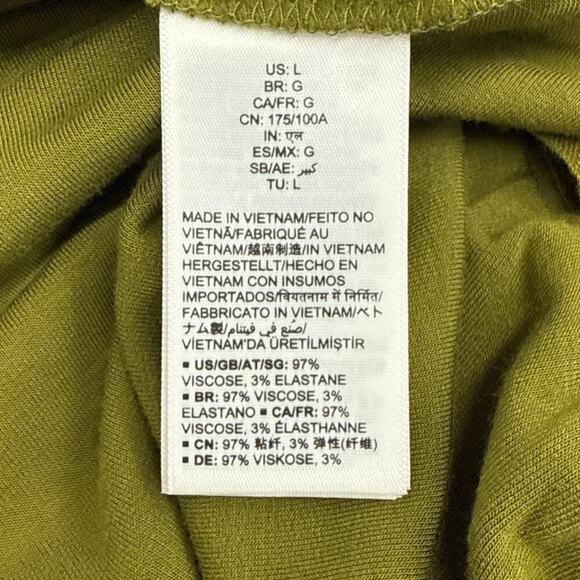 US: L
BR: G
CA/FR: G
CN: 175/100A
IN: एल
ES/MX: G
SB/AE: كبير
TU: L
MADE IN VIETNAM/FEITO NO
VIETNÃ/FABRIQUÉ AU
VIÊTNAM/越南制造/IN VIETNAM
HERGESTELLT/HECHO EN
VIETNAM CON INSUMOS
IMPORTADOS/वियतनाम में निर्मित/
FABBRICATO IN VIETNAM/ベト
ナム製/صُنع في فيتنام/
VIETNAM'DA ÜRETİLMİŞTİR
▪ US/GB/AT/SG: 97%
VISCOSE, 3% ELASTANE
▪ BR: 97% VISCOSE, 3%
ELASTANO ▪ CA/FR: 97%
VISCOSE, 3% ÉLASTHANNE
▪ CN: 97% 粘纤, 3% 弹性(纤维)
▪ DE: 97% VISKOSE, 3%